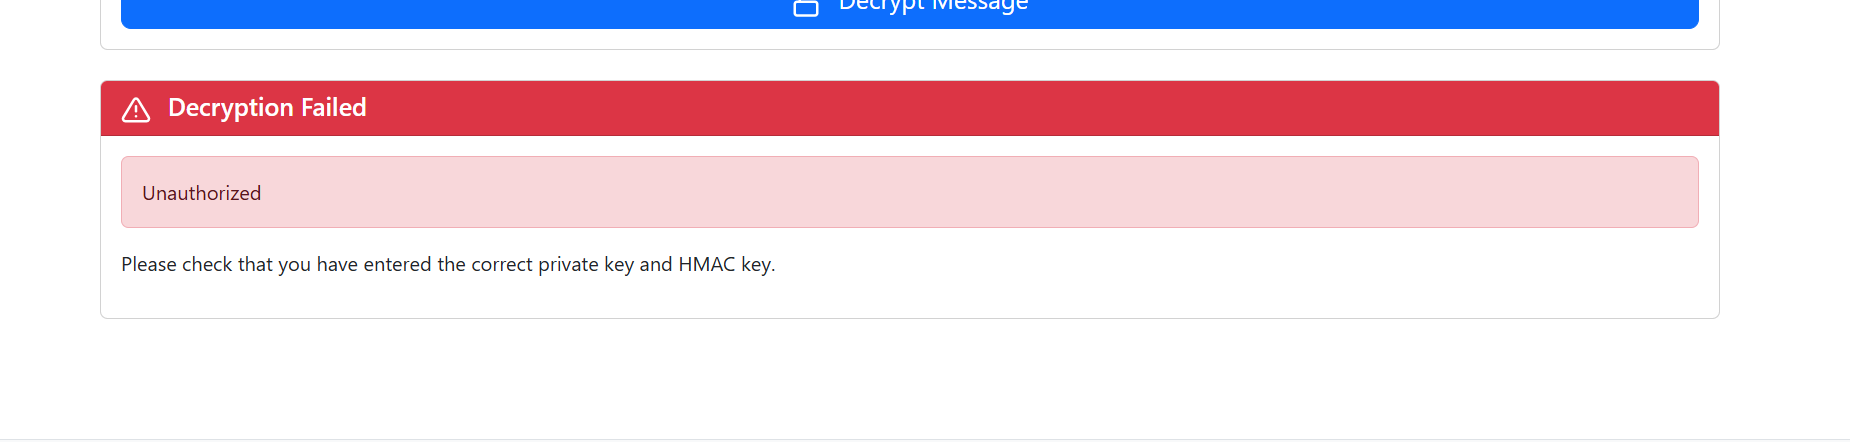 Decrypt Message
Decryption Failed
Unauthorized
Please check that you have entered the correct private key and HMAC key.